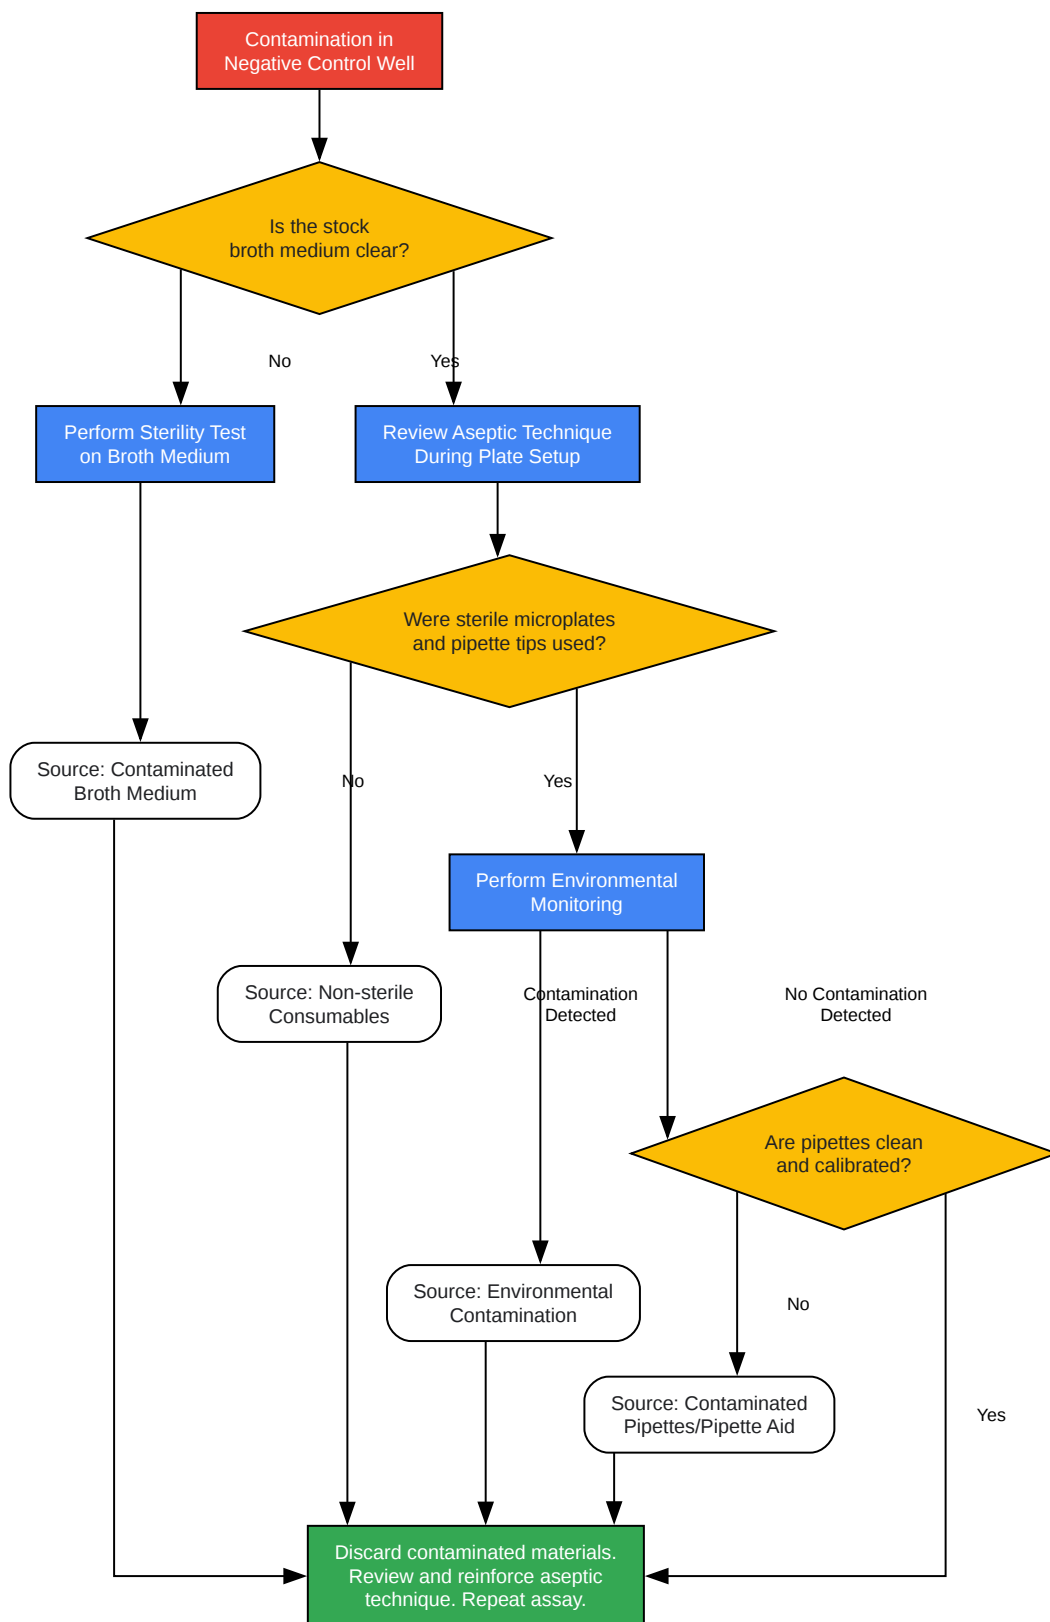 Contamination in
Negative Control Well
Is the stock
broth medium clear?
No
Yes
Perform Sterility Test
on Broth Medium
Review Aseptic Technique
During Plate Setup
Were sterile microplates
and pipette tips used?
Source: Contaminated
Broth Medium
No
Yes
Perform Environmental
Monitoring
Source: Non-sterile
Consumables
Contamination
Detected
No Contamination
Detected
Are pipettes clean
and calibrated?
Source: Environmental
Contamination
No
Source: Contaminated
Pipettes/Pipette Aid
Yes
Discard contaminated materials.
Review and reinforce aseptic
technique. Repeat assay.